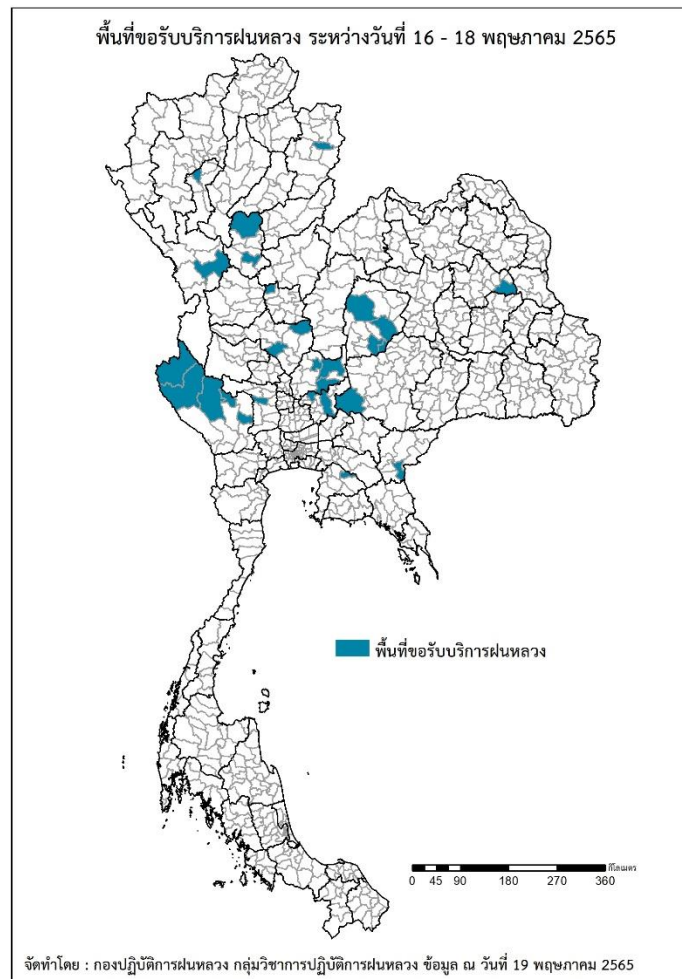 พื้นที่ขอรับบริการฝนหลวง ระหว่างวันที่ 16 - 18 พฤษภาคม 2565
พื้นที่ขอรับบริการฝนหลวง
กิโลเมตร
0 45 90 180 270 360
จัดทำโดย : กองปฏิบัติการฝนหลวง กลุ่มวิชาการปฏิบัติการฝนหลวง ข้อมูล ณ วันที่ 19 พฤษภาคม 2565